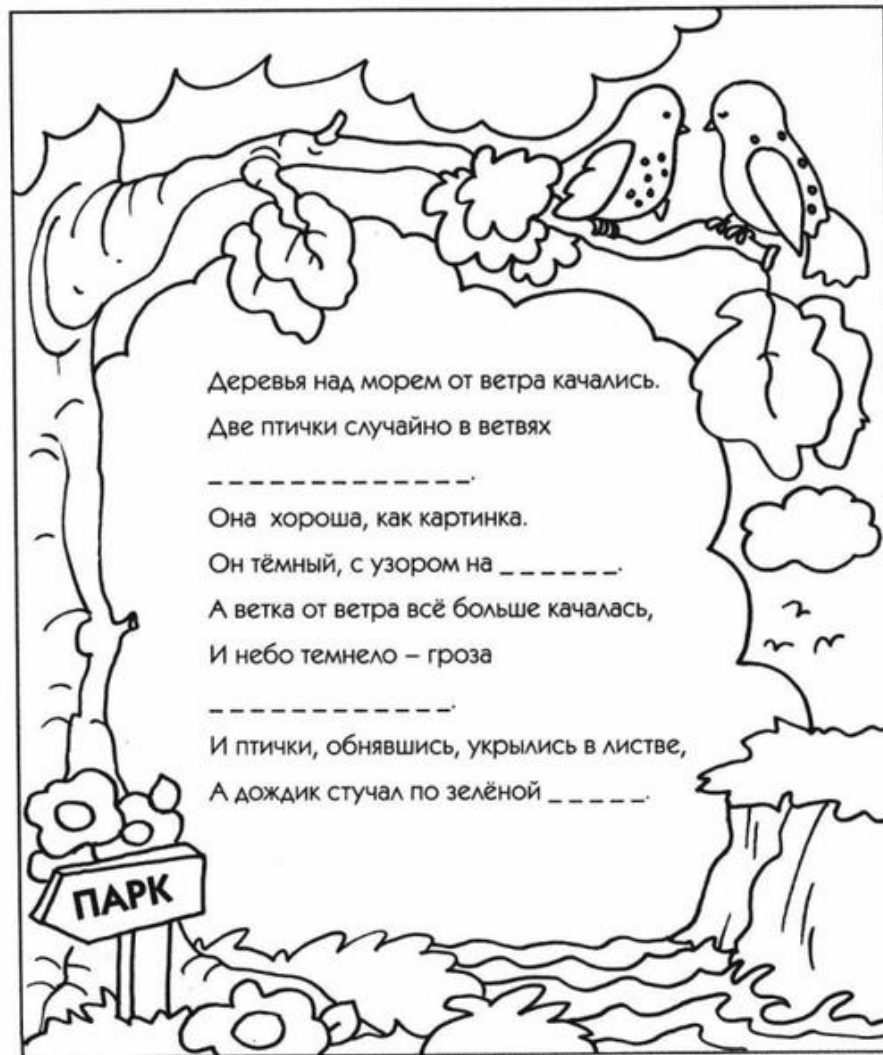 Деревья над морем от ветра качались.
Две птички случайно в ветвях
_ _ _ _ _ _ _ _ _ _ _ _ _.
Она хороша, как картинка.
Он тёмный, с узором на _ _ _ _ _ _.
А ветка от ветра всё больше качалась,
И небо темнело – гроза
_ _ _ _ _ _ _ _ _ _ _ _.
И птички, обнявшись, укрылись в листве,
А дождик стучал по зелёной _ _ _ _ _.
ПАРК